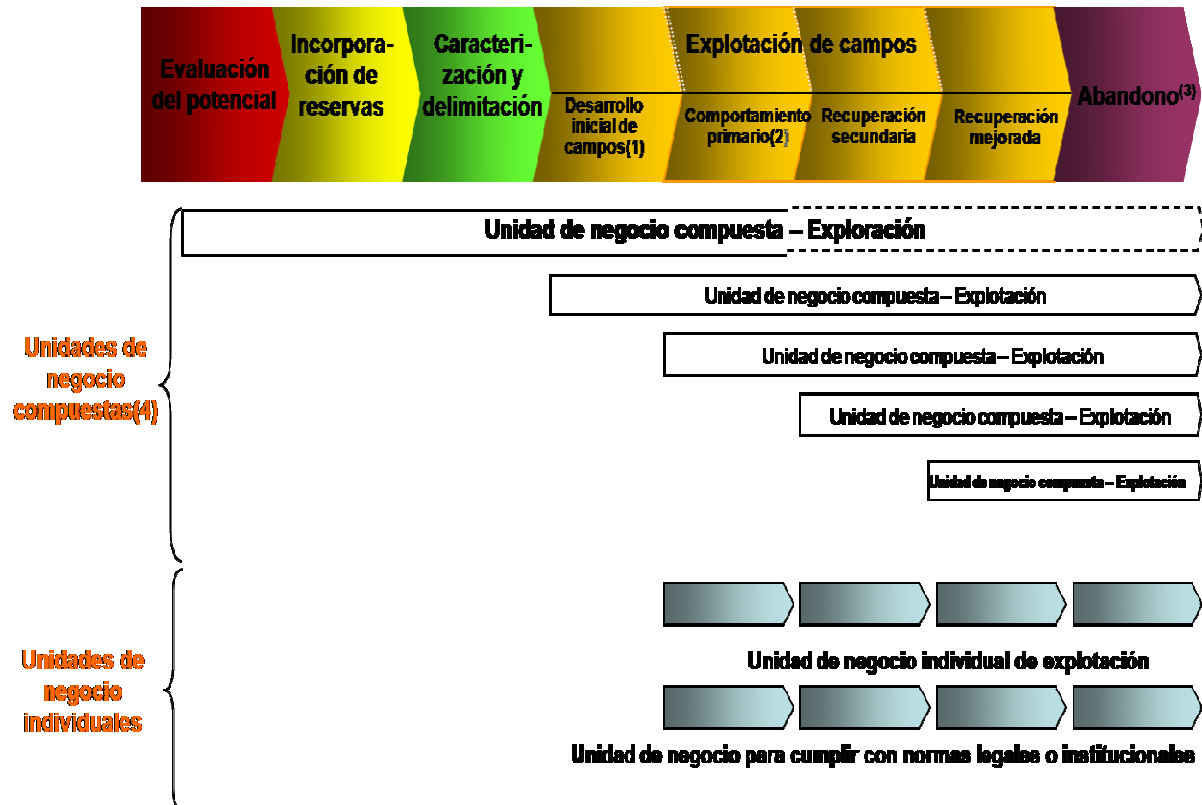 Evaluación
del potencial
Incorpora-
ción de
reservas
Caracteri-
zación y
delimitación
Explotación de campos
Desarrollo
inicial de
campos(1)
Comportamiento
primario(2)
Recuperación
secundaria
Recuperación
mejorada
Abandono(3)
Unidades de
negocio
compuestas(4)
Unidad de negocio compuesta – Exploración
Unidad de negocio compuesta – Explotación
Unidad de negocio compuesta – Explotación
Unidad de negocio compuesta – Explotación
Unidad de negocio compuesta – Explotación
Unidades de
negocio
individuales
Unidad de negocio individual de explotación
Unidad de negocio para cumplir con normas legales o institucionales